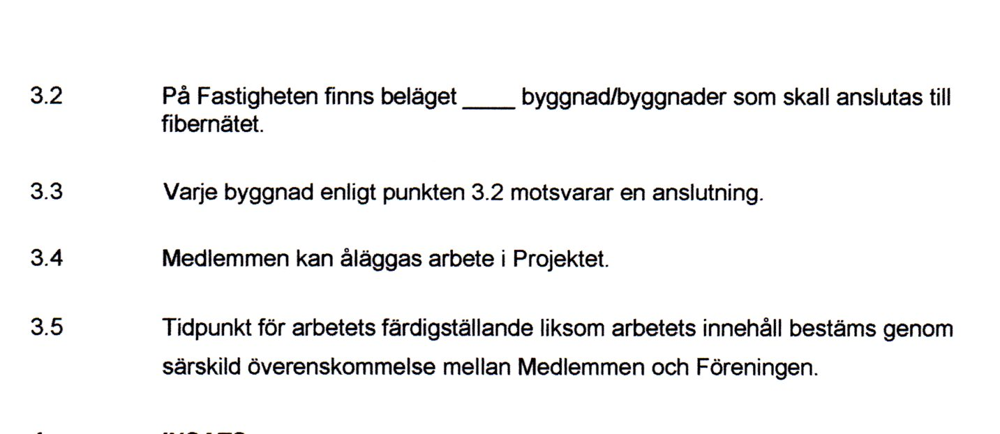 3.2 På Fastigheten finns beläget ____ byggnad/byggnader som skall anslutas till
fibernätet.
3.3 Varje byggnad enligt punkten 3.2 motsvarar en anslutning.
3.4 Medlemmen kan åläggas arbete i Projektet.
3.5 Tidpunkt för arbetets färdigställande liksom arbetets innehåll bestäms genom
särskild överenskommelse mellan Medlemmen och Föreningen.